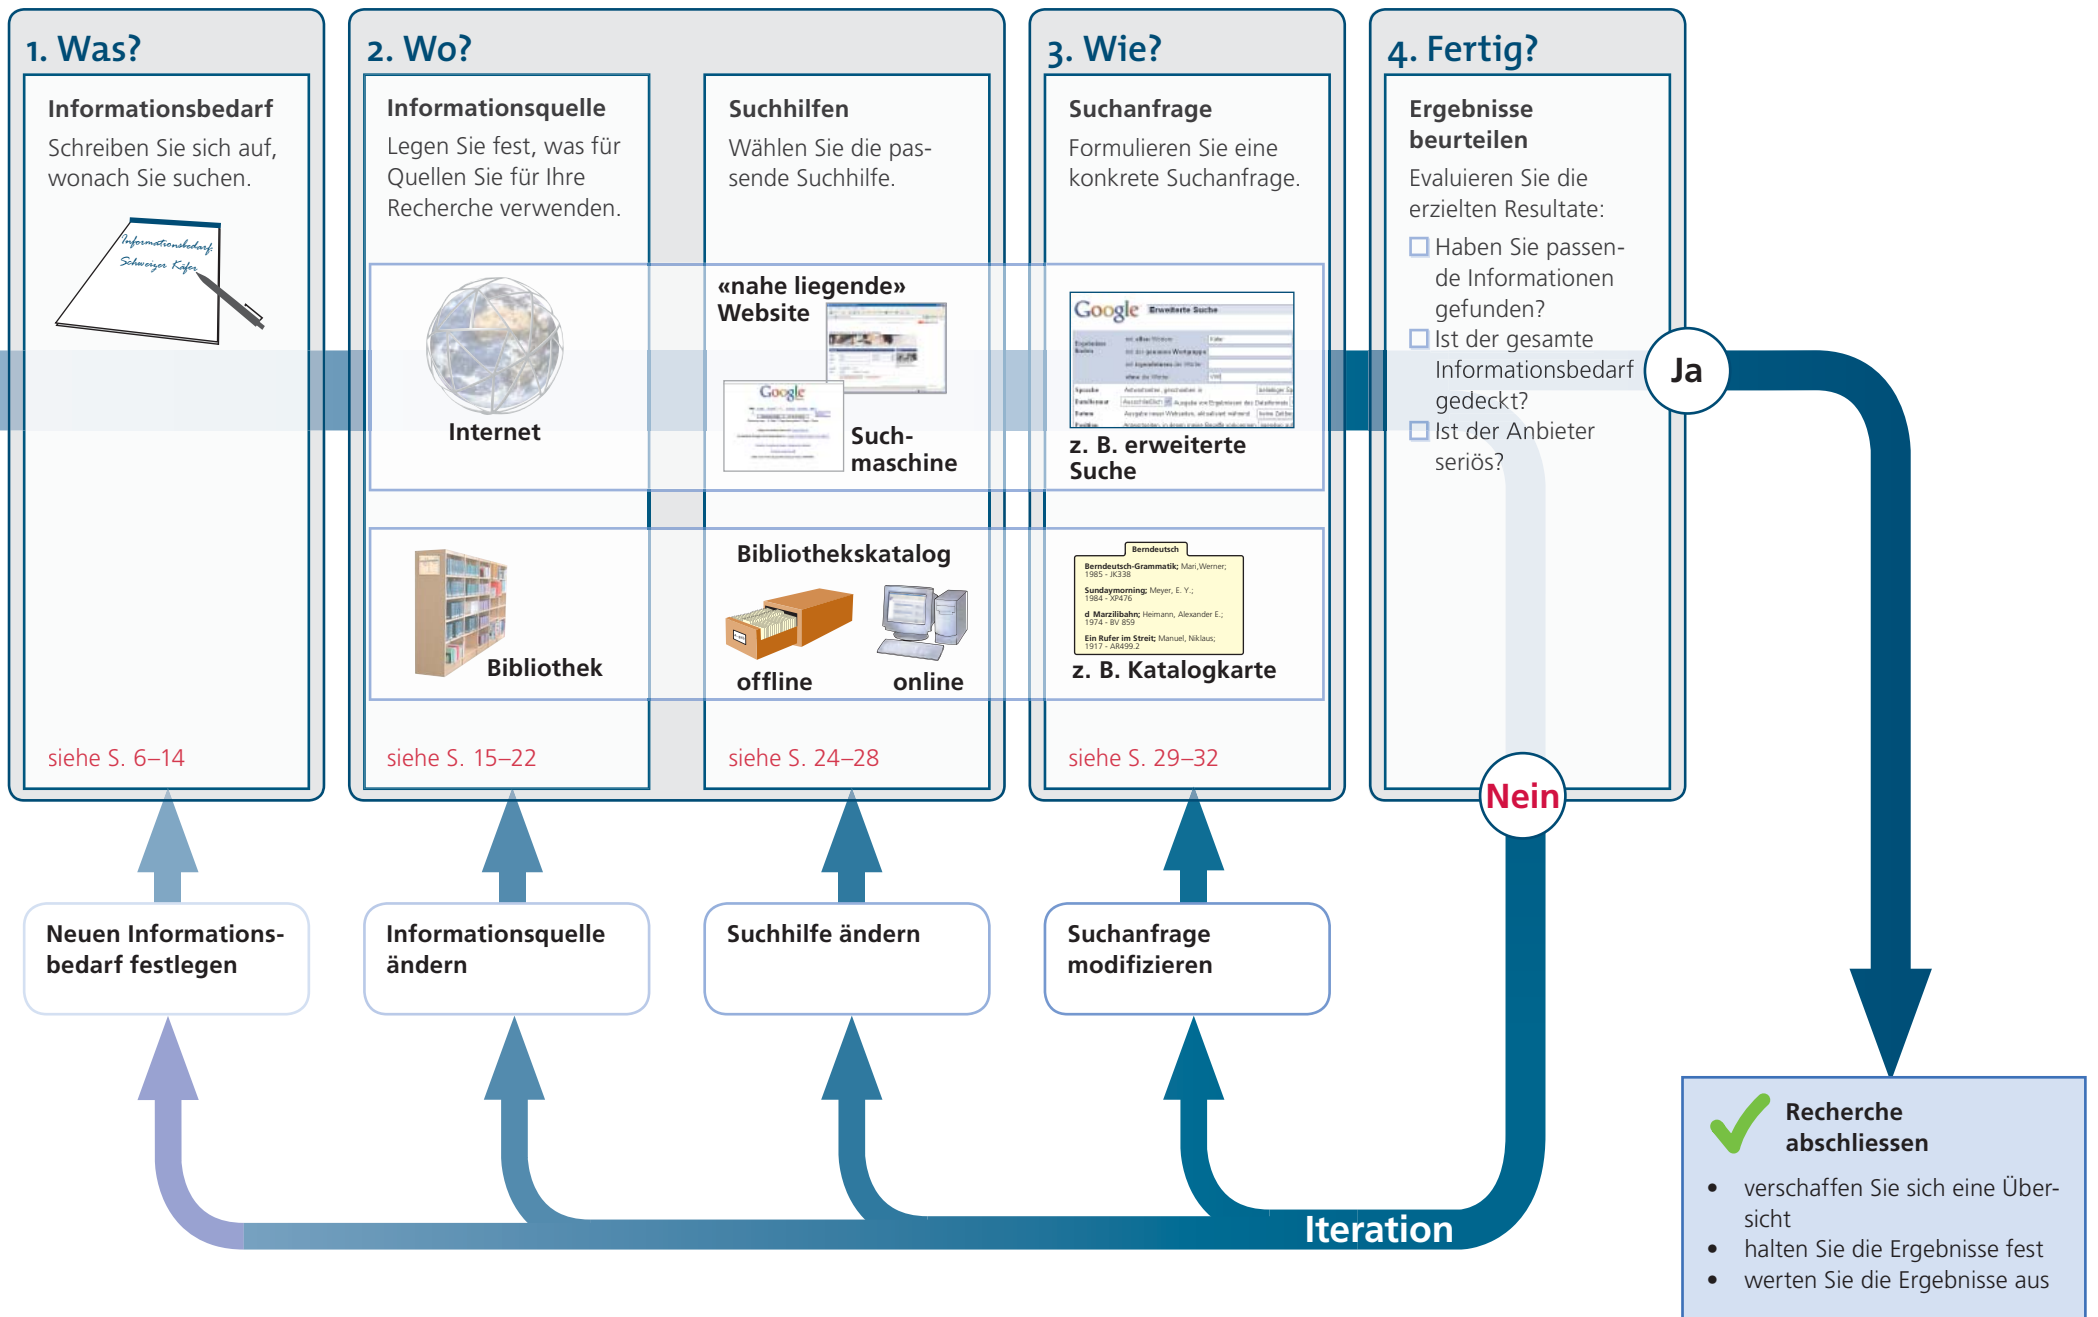 1. Was?
Informationsbedarf
Schreiben Sie sich auf,
wonach Sie suchen.
Informationsbedarf:
Schweizer Käfer
siehe S. 6–14
2. Wo?
Informationsquelle
Legen Sie fest, was für
Quellen Sie für Ihre
Recherche verwenden.
Internet
Bibliothek
siehe S. 15–22
Suchhilfen
Wählen Sie die pas-
sende Suchhilfe.
«nahe liegende»
Website
Google
Such-
maschine
Bibliothekskatalog
offline
online
siehe S. 24–28
3. Wie?
Suchanfrage
Formulieren Sie eine
konkrete Suchanfrage.
Google Erweiterte Suche
z. B. erweiterte
Suche
Berndeutsch
Berndeutsch-Grammatik; Mari,Werner;
1985 - JK338
Sundaymorning; Meyer, E. Y.;
1984 - XP476
d Marzilibahn; Heimann, Alexander E.;
1974 - BV 859
Ein Rufer im Streit; Manuel, Niklaus;
1917 - AR499.2
z. B. Katalogkarte
siehe S. 29–32
4. Fertig?
Ergebnisse
beurteilen
Evaluieren Sie die
erzielten Resultate:
Haben Sie passen-
de Informationen
gefunden?
Ist der gesamte
Informationsbedarf
gedeckt?
Ist der Anbieter
seriös?
Ja
Nein
Neuen Informations-
bedarf festlegen
Informationsquelle
ändern
Suchhilfe ändern
Suchanfrage
modifizieren
Iteration
Recherche
abschliessen
• verschaffen Sie sich eine Über-
sicht
• halten Sie die Ergebnisse fest
• werten Sie die Ergebnisse aus